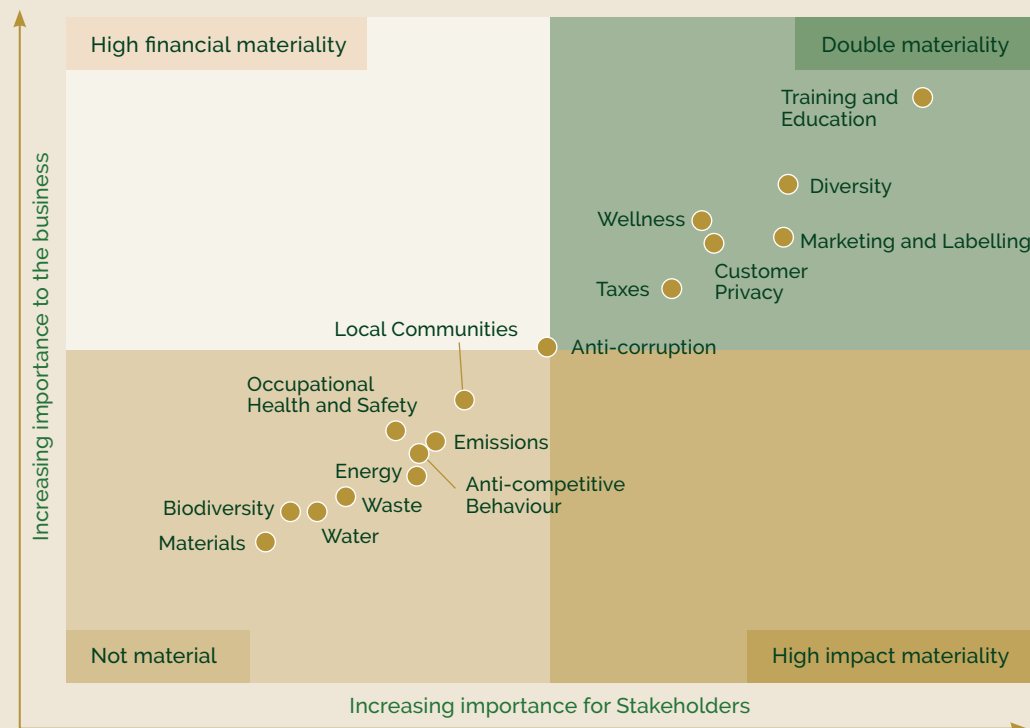 High financial materiality
Double materiality
Training and
Education
Diversity
Wellness
Marketing and Labelling
Customer
Privacy
Taxes
Local Communities
Anti-corruption
Occupational
Health and Safety
Emissions
Energy
Anti-competitive
Behaviour
Biodiversity
Waste
Water
Materials
Not material
High impact materiality
Increasing importance to the business
Increasing importance for Stakeholders